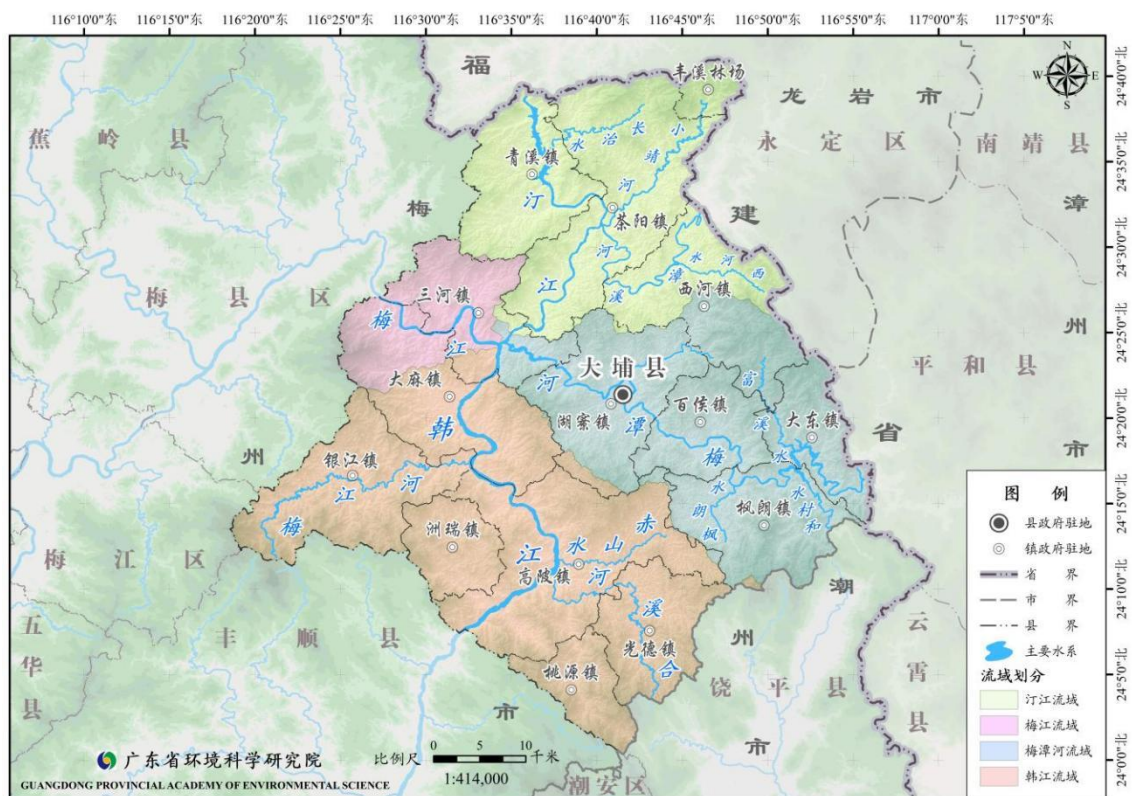 116°10'0"东 116°15'0"东 116°20'0"东 116°25'0"东 116°30'0"东 116°35'0"东 116°40'0"东 116°45'0"东 116°50'0"东 116°55'0"东 117°0'0"东 117°5'0"东
24°40'0"北
24°35'0"北
24°30'0"北
24°25'0"北
24°20'0"北
24°15'0"北
24°10'0"北
24°5'0"北
24°0'0"北
N
W E
S
福
建
省
龙岩市
永定区
南靖县
漳
州
市
平和县
云
霄
县
蕉岭县
梅
州
市
梅县区
梅江区
五
华
县
丰顺县
潮
州
市
饶平县
潮安区
丰溪林场
青溪镇
茶阳镇
西河镇
三河镇
大埔县
大麻镇
湖寮镇
百侯镇
大东镇
银江镇
枫朗镇
洲瑞镇
高陂镇
光德镇
桃源镇
长治水
小靖河
汀江
漳溪河
西河水
梅江
梅潭河
富溪水
枫朗水
和村水
韩江
梅江河
赤山水
合溪河
图 例
县政府驻地
镇政府驻地
省 界
市 界
县 界
主要水系
流域划分
汀江流域
梅江流域
梅潭河流域
韩江流域
广东省环境科学研究院
GUANGDONG PROVINCIAL ACADEMY OF ENVIRONMENTAL SCIENCE
比例尺 0 5 10 千米
1:414,000